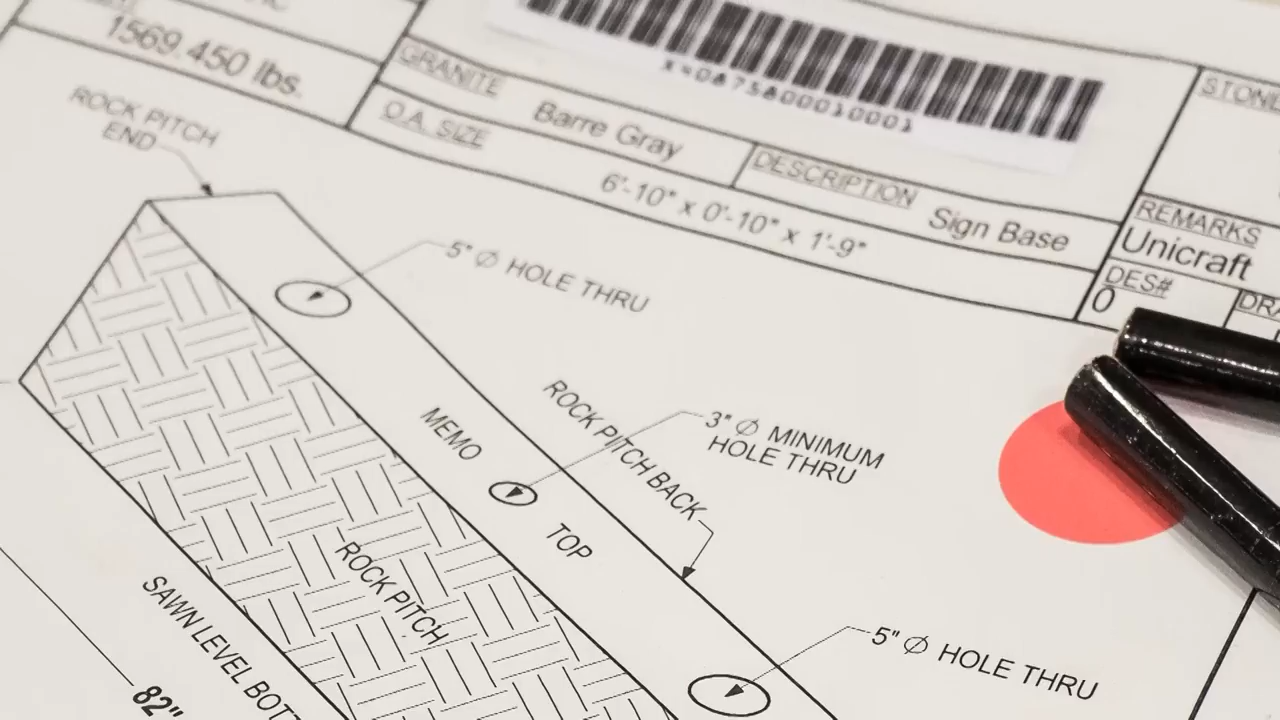 1569.450 lbs.
X40875800010001
GRANITE Barre Gray
DESCRIPTION Sign Base
O.A. SIZE 6'-10" x 0'-10" x 1'-9"
REMARKS
Unicraft
DES#
0
ROCK PITCH
END
5" Ø HOLE THRU
ROCK PITCH BACK
3" Ø MINIMUM
HOLE THRU
MEMO
TOP
ROCK PITCH
5" Ø HOLE THRU
SAWN LEVEL
82"